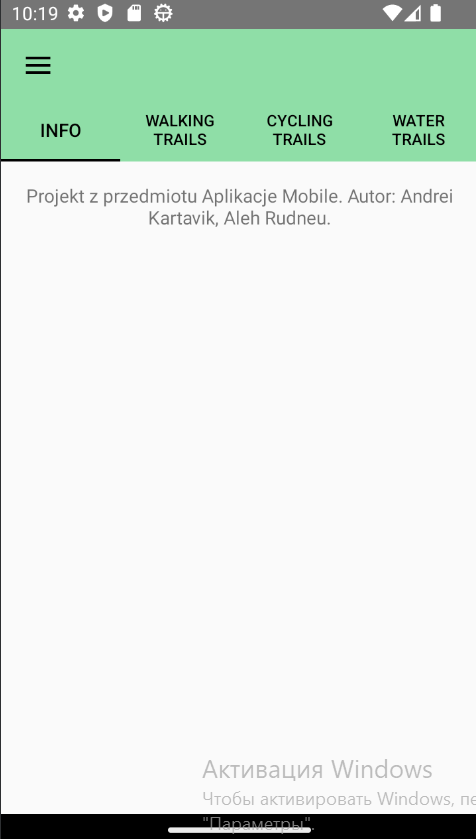 10:19
INFO
WALKING
TRAILS
CYCLING
TRAILS
WATER
TRAILS
Projekt z przedmiotu Aplikacje Mobile. Autor: Andrei
Kartavik, Aleh Rudneu.
Активация Windows
Чтобы активировать Windows, пе
"Параметры".